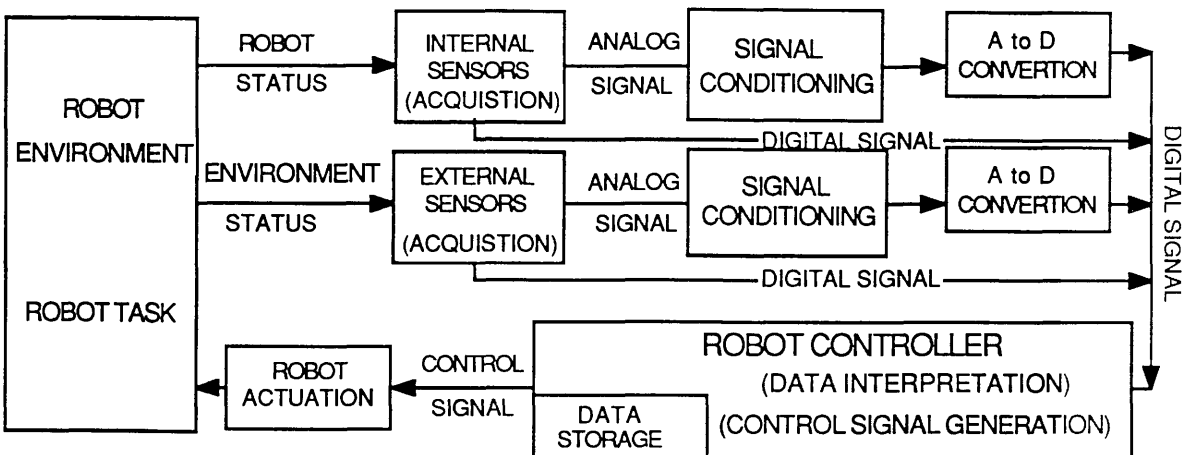 ROBOT
ENVIRONMENT
ROBOT TASK
ROBOT
STATUS
INTERNAL
SENSORS
(ACQUISTION)
ANALOG
SIGNAL
SIGNAL
CONDITIONING
A to D
CONVERTION
DIGITAL SIGNAL
ENVIRONMENT
STATUS
EXTERNAL
SENSORS
(ACQUISTION)
ANALOG
SIGNAL
SIGNAL
CONDITIONING
A to D
CONVERTION
DIGITAL SIGNAL
DIGITAL SIGNAL
ROBOT CONTROLLER
(DATA INTERPRETATION)
(CONTROL SIGNAL GENERATION)
DATA
STORAGE
CONTROL
SIGNAL
ROBOT
ACTUATION